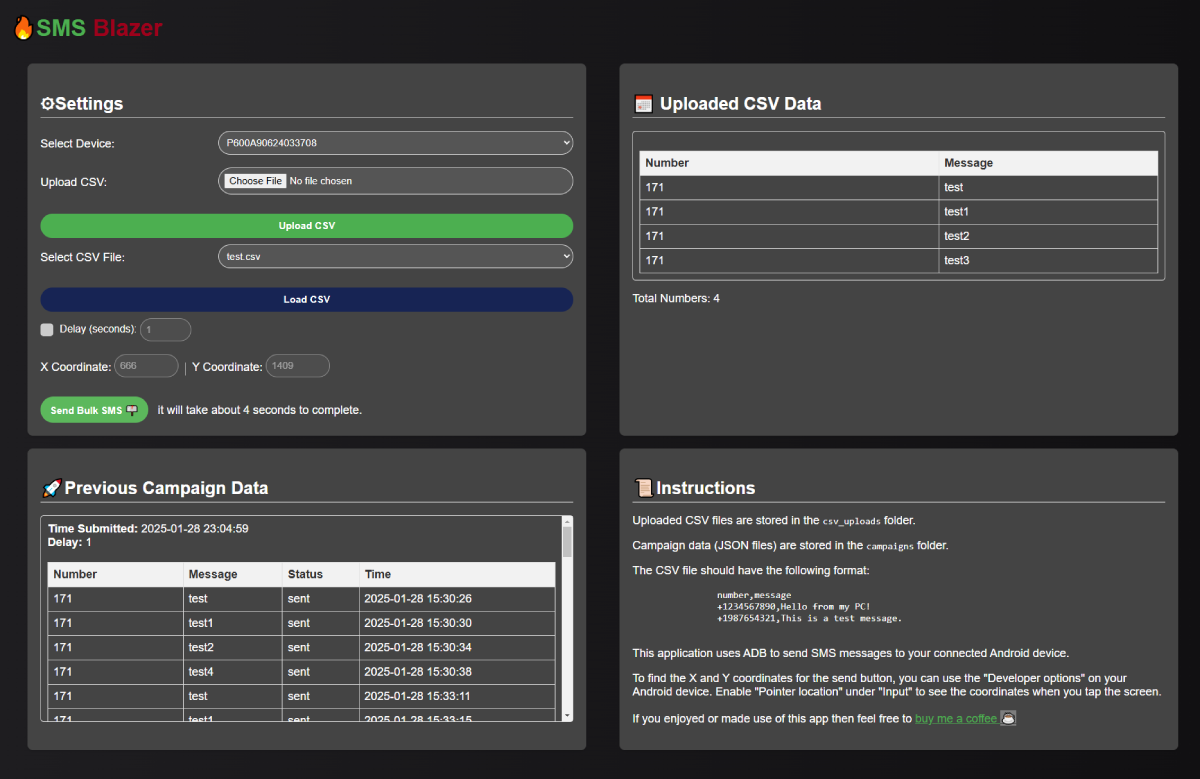 SMS Blazer
Settings
Select Device:
P600A90624033708
Upload CSV:
Choose File No file chosen
Upload CSV
Select CSV File:
test.csv
Load CSV
Delay (seconds): 1
X Coordinate: 666 | Y Coordinate: 1409
Send Bulk SMS it will take about 4 seconds to complete.
Uploaded CSV Data
Number Message
171 test
171 test1
171 test2
171 test3
Total Numbers: 4
Previous Campaign Data
Time Submitted: 2025-01-28 23:04:59
Delay: 1
Number Message Status Time
171 test sent 2025-01-28 15:30:26
171 test1 sent 2025-01-28 15:30:30
171 test2 sent 2025-01-28 15:30:34
171 test4 sent 2025-01-28 15:30:38
171 test sent 2025-01-28 15:33:11
171 test1 sent 2025-01-28 15:33:15
Instructions
Uploaded CSV files are stored in the csv_uploads folder.
Campaign data (JSON files) are stored in the campaigns folder.
The CSV file should have the following format:
number,message
+1234567890,Hello from my PC!
+1987654321,This is a test message.
This application uses ADB to send SMS messages to your connected Android device.
To find the X and Y coordinates for the send button, you can use the "Developer options" on your
Android device. Enable "Pointer location" under "Input" to see the coordinates when you tap the screen.
If you enjoyed or made use of this app then feel free to buy me a coffee